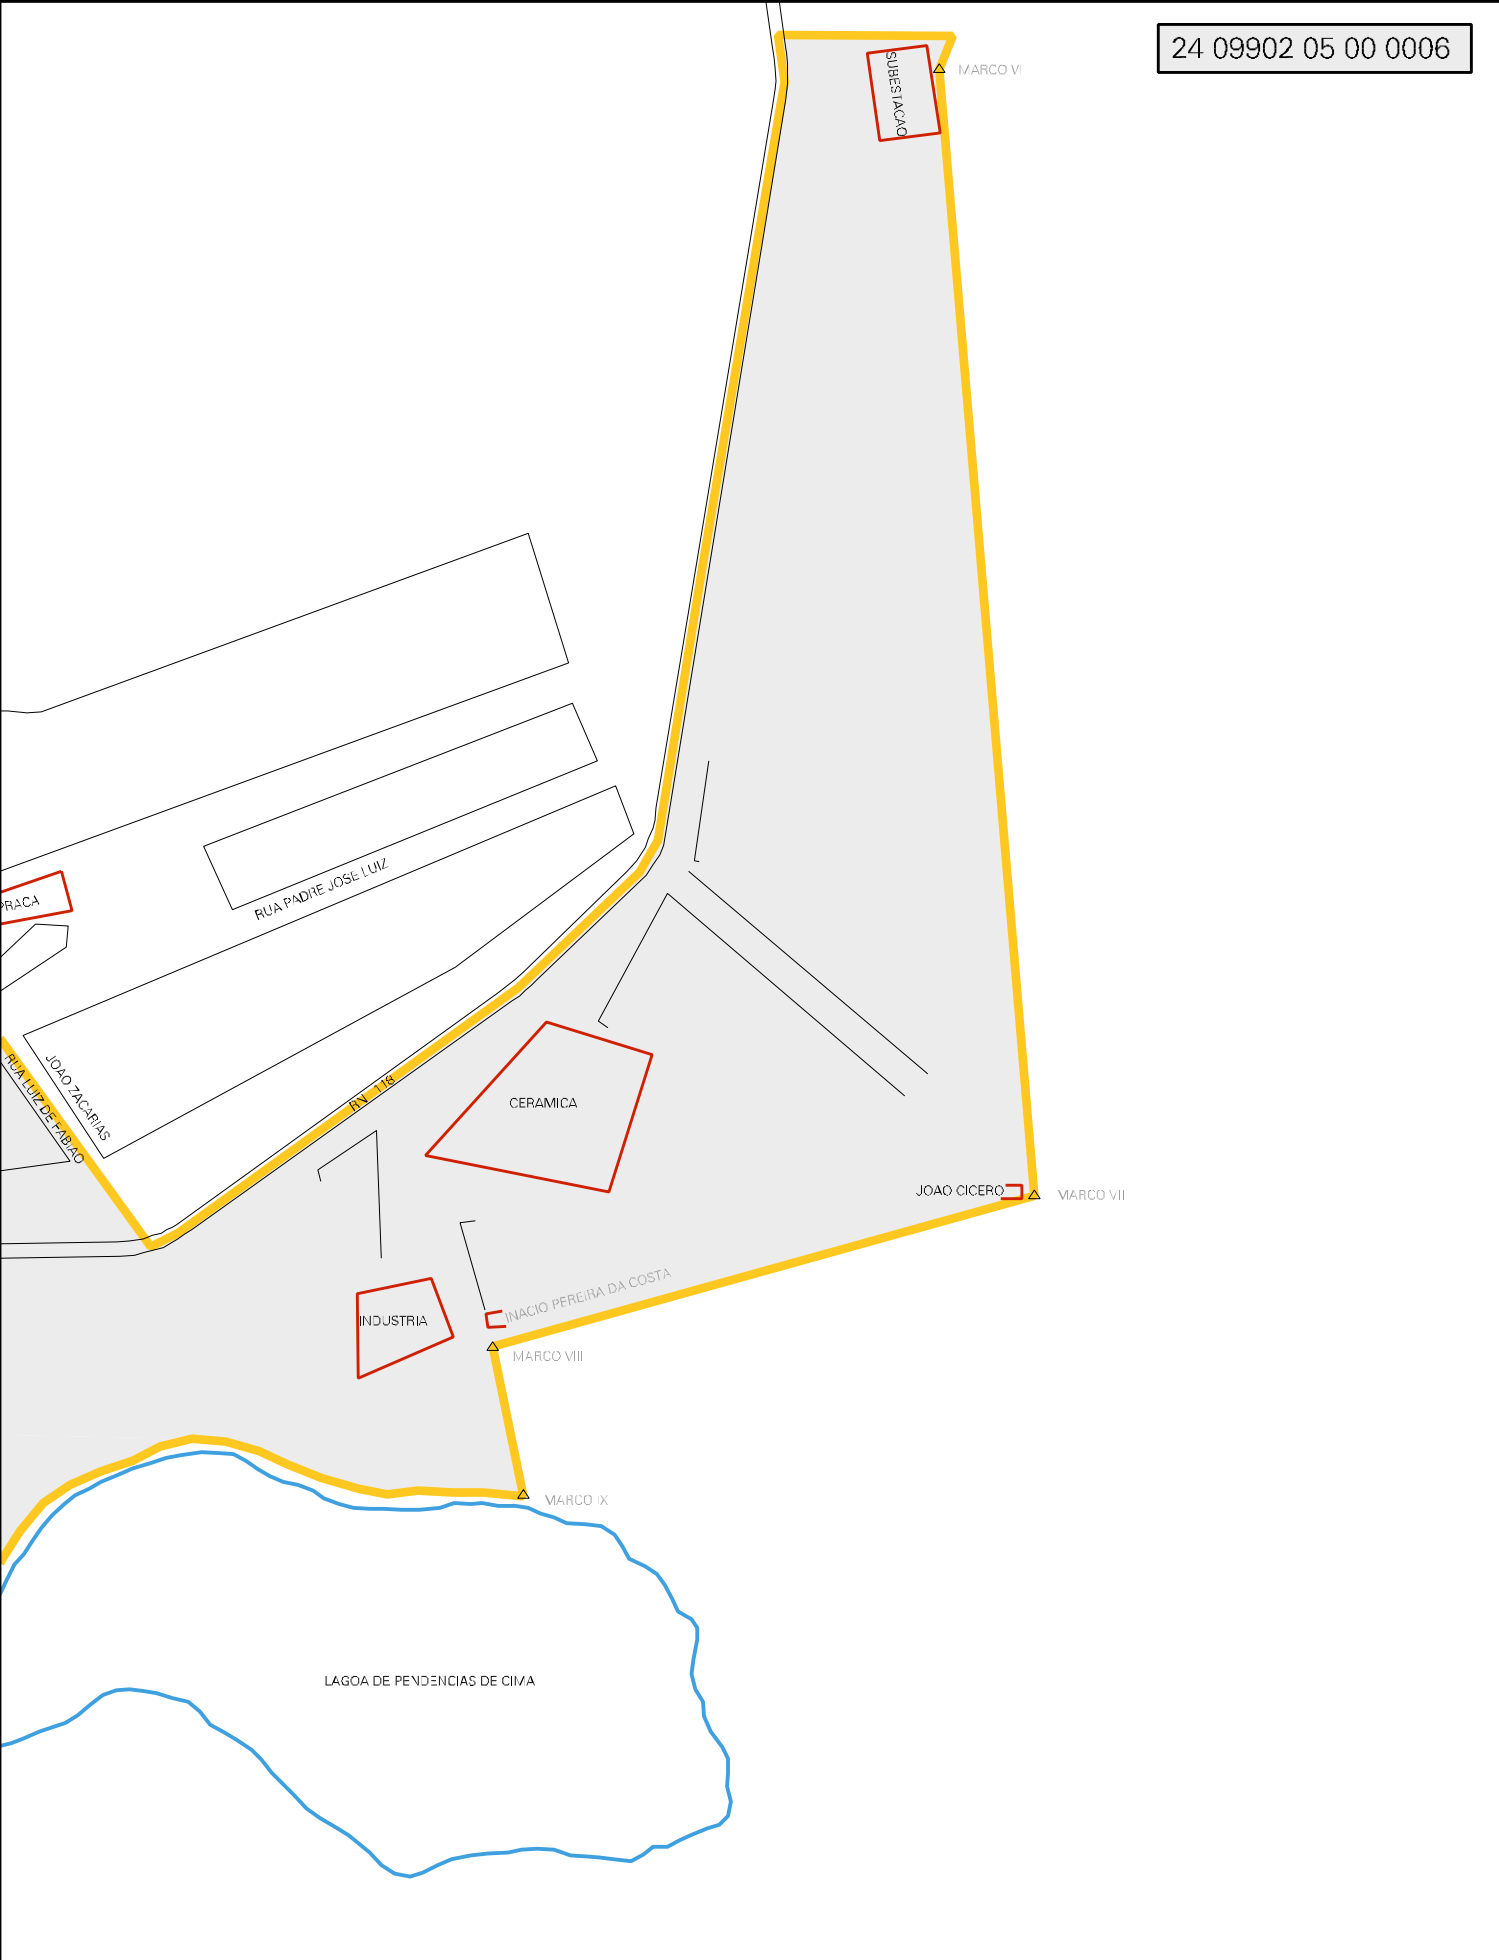 24 09902 05 00 0006
SUBESTACAO
MARCO VI
RUA PADRE JOSE LUIZ
PRACA
JOAO ZACARIAS
RUA LUIZ DE FABIAO
RN 118
CERAMICA
JOAO CICERO
MARCO VII
INACIO PEREIRA DA COSTA
INDUSTRIA
MARCO VIII
MARCO IX
LAGOA DE PENDENCIAS DE CIMA